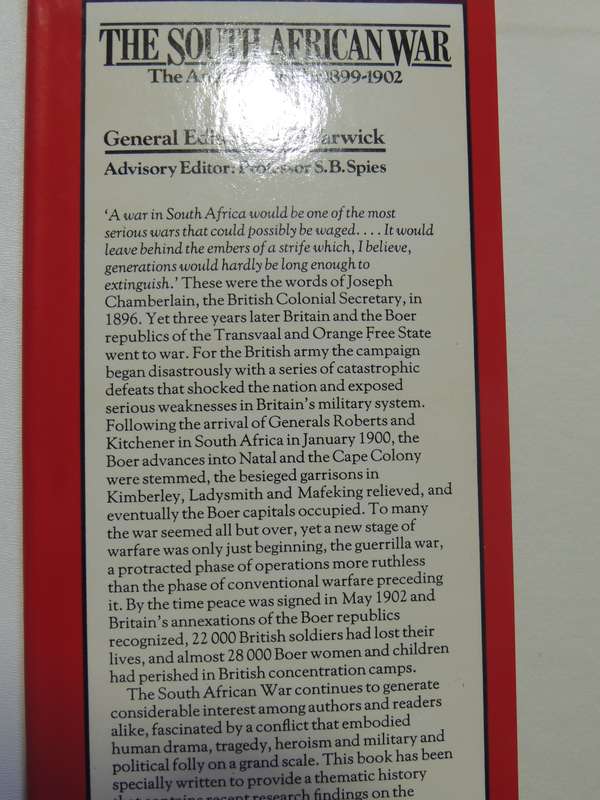 THE SOUTH AFRICAN WAR
The 1899-1902
General arwick
Advisory Editor: Professor S.B. Spies
'A war in South Africa would be one of the most
serious wars that could possibly be waged. . . . It would
leave behind the embers of a strife which, I believe,
generations would hardly be long enough to
extinguish.' These were the words of Joseph
Chamberlain, the British Colonial Secretary, in
1896. Yet three years later Britain and the Boer
republics of the Transvaal and Orange Free State
went to war. For the British army the campaign
began disastrously with a series of catastrophic
defeats that shocked the nation and exposed
serious weaknesses in Britain's military system.
Following the arrival of Generals Roberts and
Kitchener in South Africa in January 1900, the
Boer advances into Natal and the Cape Colony
were stemmed, the besieged garrisons in
Kimberley, Ladysmith and Mafeking relieved, and
eventually the Boer capitals occupied. To many
the war seemed all but over, yet a new stage of
warfare was only just beginning, the guerrilla war,
a protracted phase of operations more ruthless
than the phase of conventional warfare preceding
it. By the time peace was signed in May 1902 and
Britain's annexations of the Boer republics
recognized, 22 000 British soldiers had lost their
lives, and almost 28 000 Boer women and children
had perished in British concentration camps.
The South African War continues to generate
considerable interest among authors and readers
alike, fascinated by a conflict that embodied
human drama, tragedy, heroism and military and
political folly on a grand scale. This book has been
specially written to provide a thematic history
that contains recent research findings on the